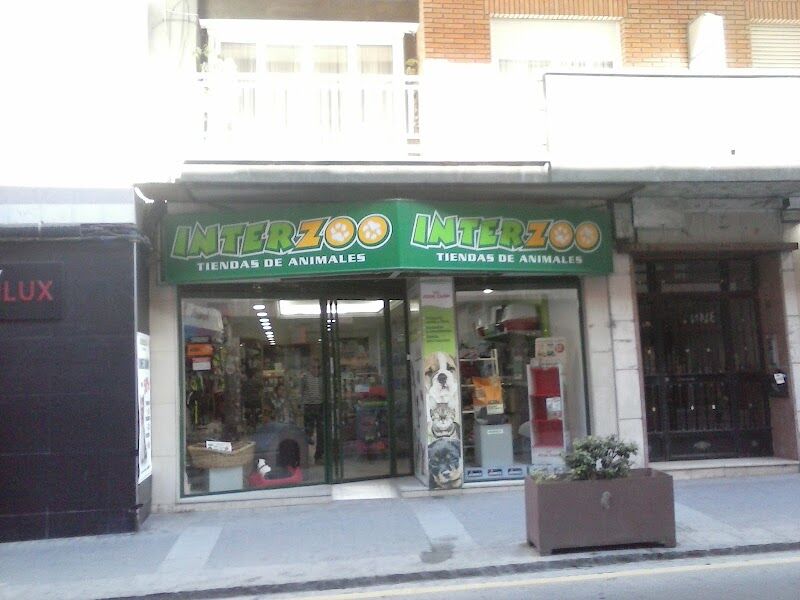 INTERZOO
TIENDAS DE ANIMALES
INTERZOO
TIENDAS DE ANIMALES
LUX